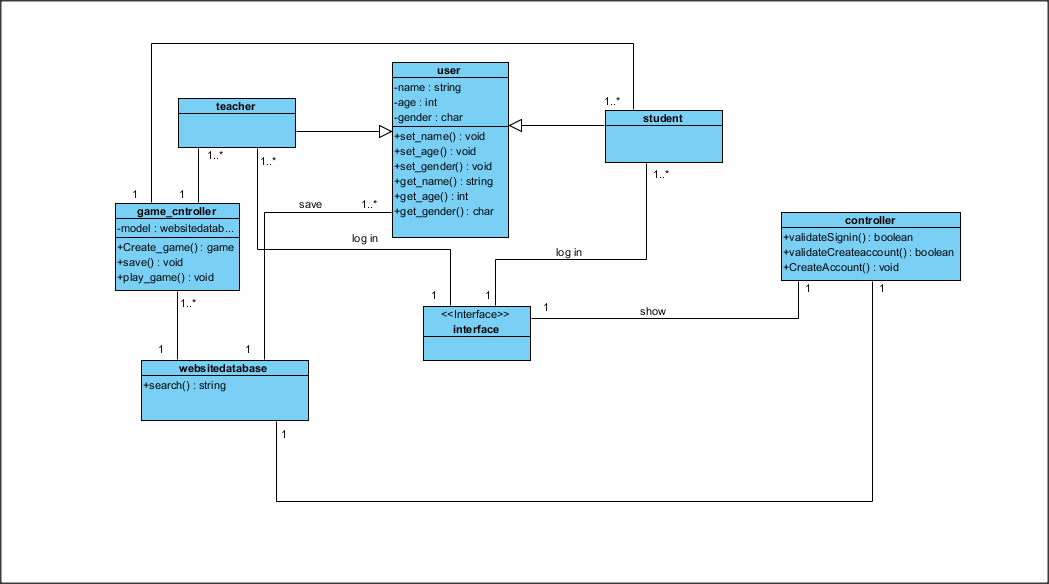 user
-name : string
-age : int
-gender : char
+set_name() : void
+set_age() : void
+set_gender() : void
+get_name() : string
+get_age() : int
+get_gender() : char
teacher
student
1..*
1..*
1..*
1..*
1
1
game_cntroller
-model : websitedatab...
+Create_game() : game
+save() : void
+play_game() : void
save
1..*
log in
log in
controller
+validateSignin() : boolean
+validateCreateaccount() : boolean
+CreateAccount() : void
1
1
1
1
1
show
<<Interface>>
interface
1..*
1
1
websitedatabase
+search() : string
1